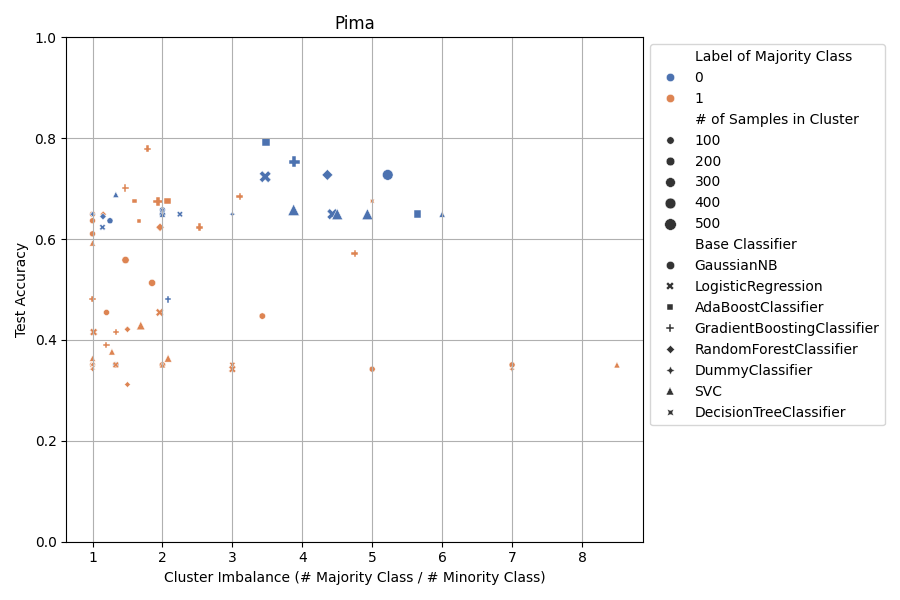 Pima
1.0
0.8
0.6
0.4
0.2
0.0
Test Accuracy
1 2 3 4 5 6 7 8
Cluster Imbalance (# Majority Class / # Minority Class)
Label of Majority Class
0
1
# of Samples in Cluster
100
200
300
400
500
Base Classifier
GaussianNB
LogisticRegression
AdaBoostClassifier
GradientBoostingClassifier
RandomForestClassifier
DummyClassifier
SVC
DecisionTreeClassifier